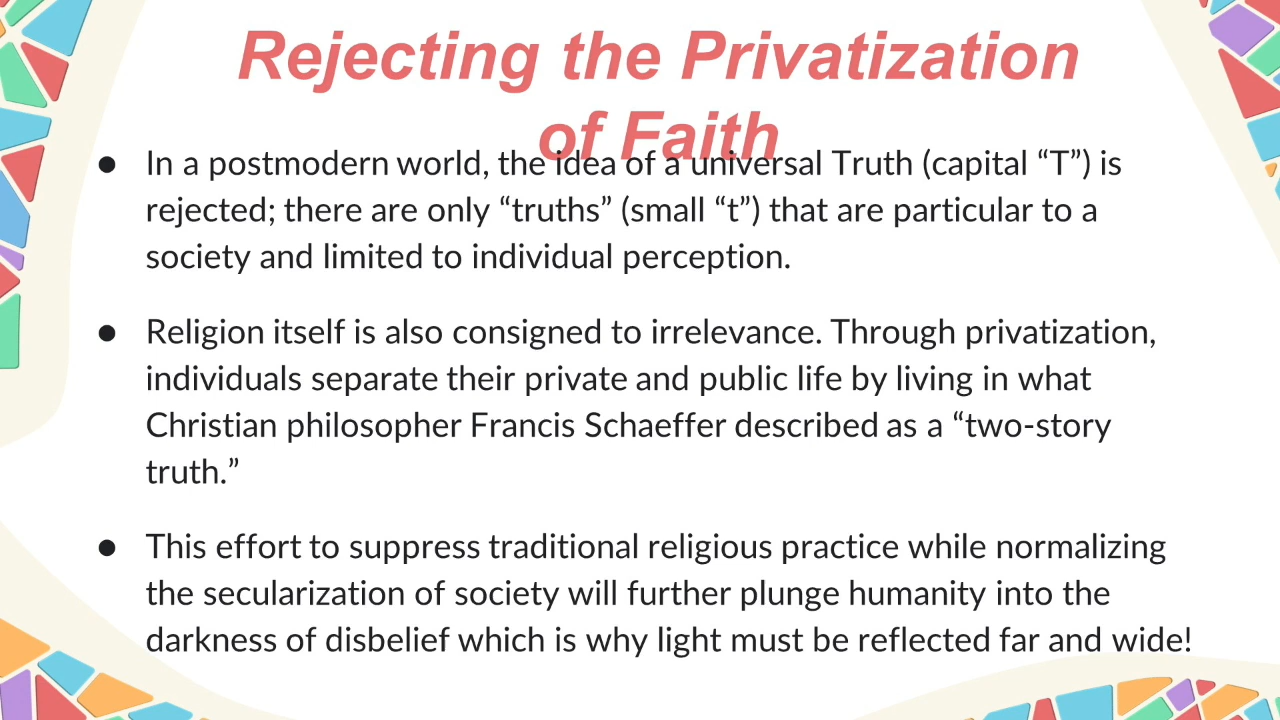 Rejecting the Privatization
of Faith
● In a postmodern world, the idea of a universal Truth (capital “T”) is
rejected; there are only “truths” (small “t”) that are particular to a
society and limited to individual perception.
● Religion itself is also consigned to irrelevance. Through privatization,
individuals separate their private and public life by living in what
Christian philosopher Francis Schaeffer described as a “two-story
truth.”
● This effort to suppress traditional religious practice while normalizing
the secularization of society will further plunge humanity into the
darkness of disbelief which is why light must be reflected far and wide!